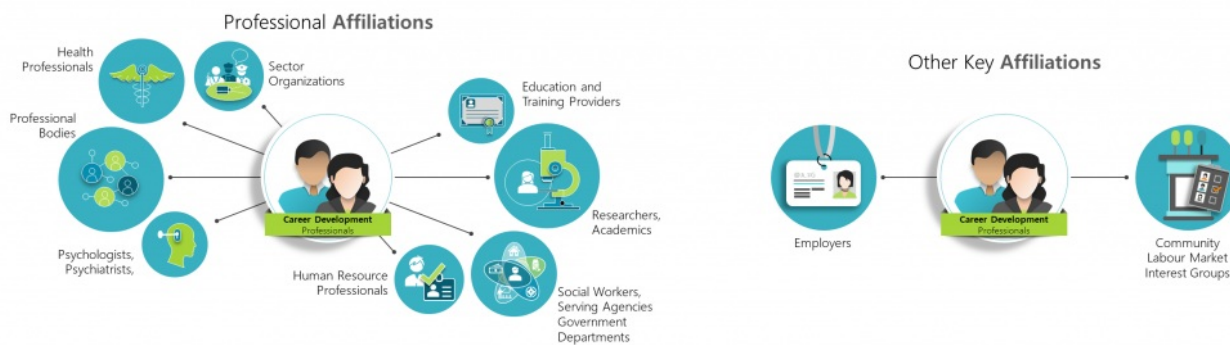 Professional Affiliations
Health
Professionals
Sector
Organizations
Education and
Training Providers
Professional
Bodies
Researchers,
Academics
Career Development
Professionals
Psychologists,
Psychiatrists,
Human Resource
Professionals
Social Workers,
Serving Agencies
Government
Departments
Other Key Affiliations
Employers
Career Development
Professionals
Community
Labour Market
Interest Groups